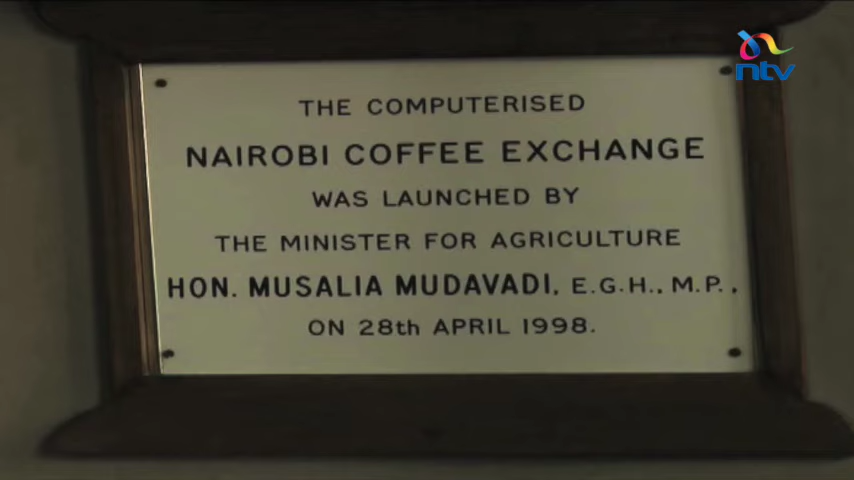 ntv
THE COMPUTERISED
NAIROBI COFFEE EXCHANGE
WAS LAUNCHED BY
THE MINISTER FOR AGRICULTURE
HON. MUSALIA MUDAVADI, E.G.H., M.P.,
ON 28th APRIL 1998.